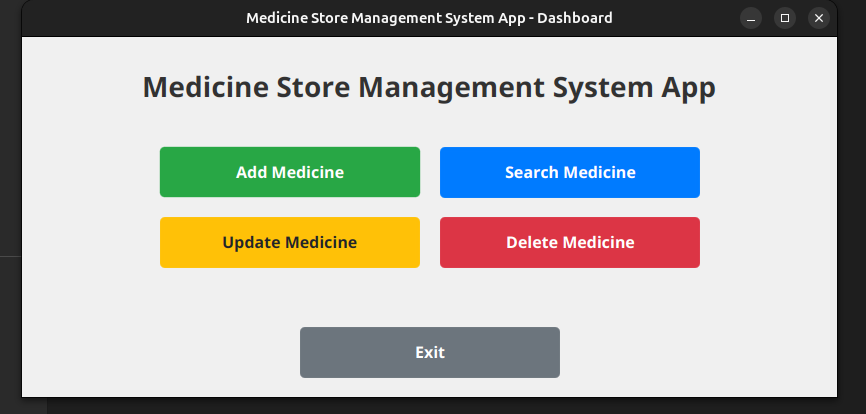 Medicine Store Management System App - Dashboard
Medicine Store Management System App
Add Medicine
Search Medicine
Update Medicine
Delete Medicine
Exit